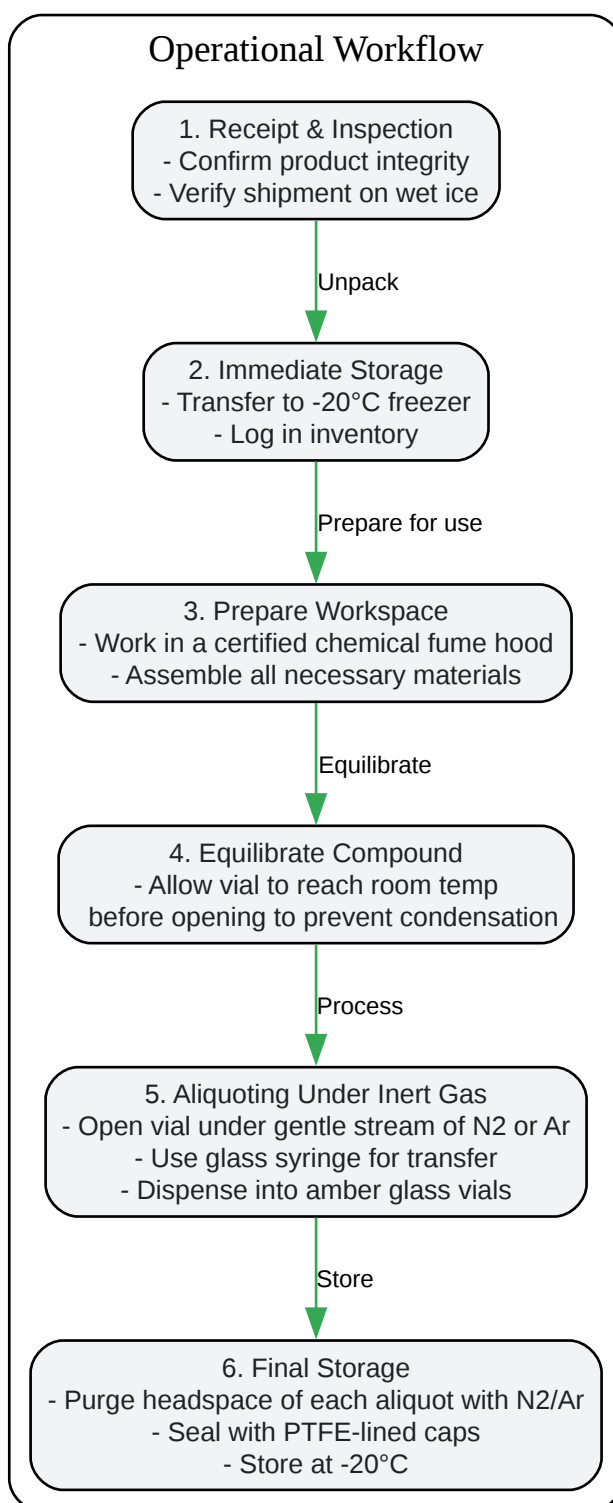 Operational Workflow
1. Receipt & Inspection
- Confirm product integrity
- Verify shipment on wet ice
Unpack
2. Immediate Storage
- Transfer to -20°C freezer
- Log in inventory
Prepare for use
3. Prepare Workspace
- Work in a certified chemical fume hood
- Assemble all necessary materials
Equilibrate
4. Equilibrate Compound
- Allow vial to reach room temp
before opening to prevent condensation
Process
5. Aliquoting Under Inert Gas
- Open vial under gentle stream of N2 or Ar
- Use glass syringe for transfer
- Dispense into amber glass vials
Store
6. Final Storage
- Purge headspace of each aliquot with N2/Ar
- Seal with PTFE-lined caps
- Store at -20°C